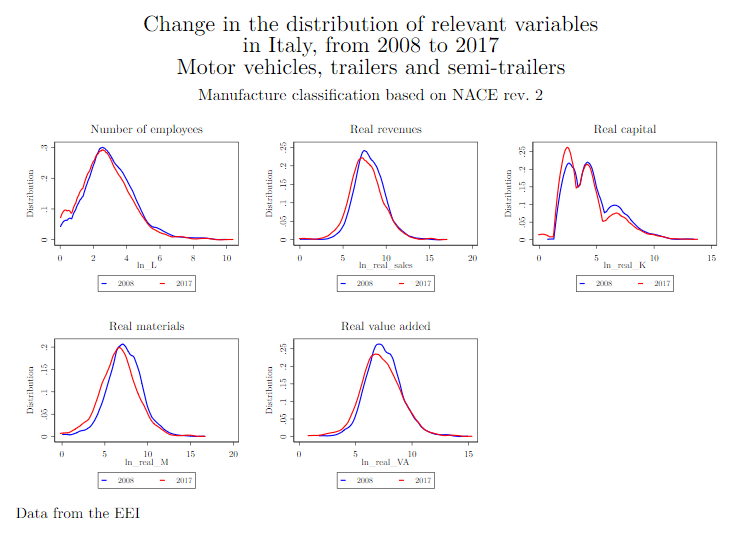 Change in the distribution of relevant variables
in Italy, from 2008 to 2017
Motor vehicles, trailers and semi-trailers
Manufacture classification based on NACE rev. 2
Number of employees
Distribution
0 .1 .2 .3
0 2 4 6 8 10
ln_L
2008 2017
Real revenues
Distribution
0 .05 .1 .15 .2 .25
0 5 10 15 20
ln_real_sales
2008 2017
Real capital
Distribution
0 .05 .1 .15 .2 .25
0 5 10 15
ln_real_K
2008 2017
Real materials
Distribution
0 .05 .1 .15 .2
0 5 10 15 20
ln_real_M
2008 2017
Real value added
Distribution
0 .05 .1 .15 .2 .25
0 5 10 15
ln_real_VA
2008 2017
Data from the EEI